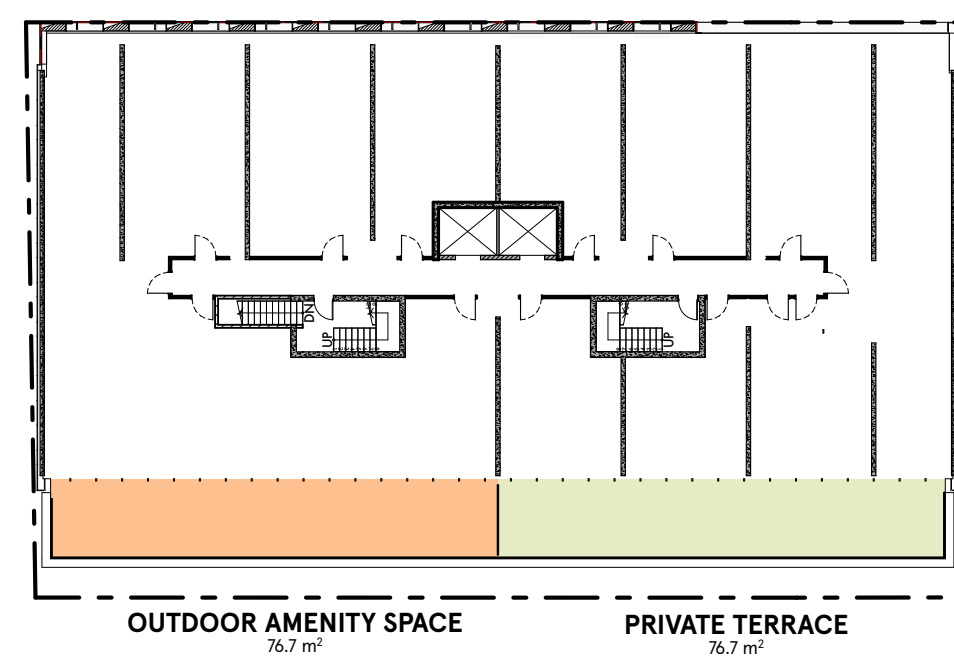 DN
UP
UP
OUTDOOR AMENITY SPACE
76.7 m²
PRIVATE TERRACE
76.7 m²